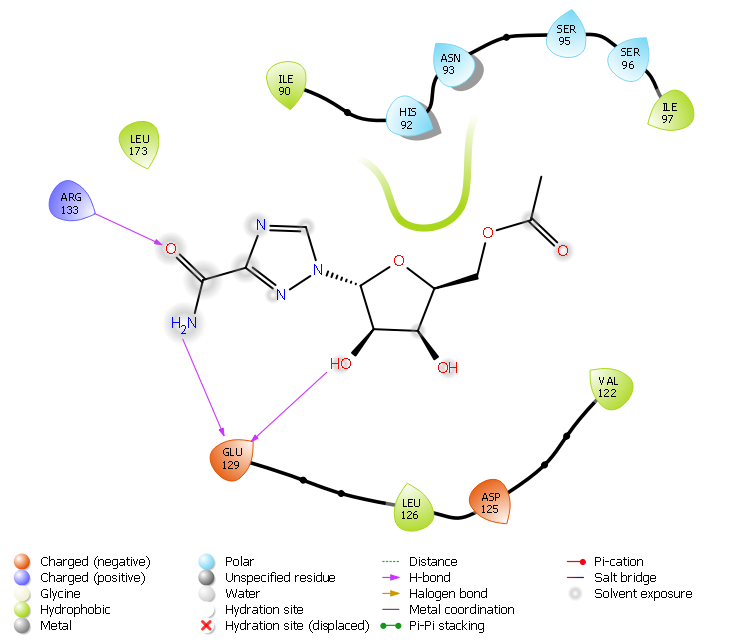 SER
95
ASN
93
SER
96
ILE
90
ILE
97
HIS
92
LEU
173
ARG
133
O
N
N
N
H2N
O
O
O
HO
OH
VAL
122
GLU
129
ASP
125
LEU
126
Charged (negative)
Charged (positive)
Glycine
Hydrophobic
Metal
Polar
Unspecified residue
Water
Hydration site
Hydration site (displaced)
Distance
H-bond
Halogen bond
Metal coordination
Pi-Pi stacking
Pi-cation
Salt bridge
Solvent exposure